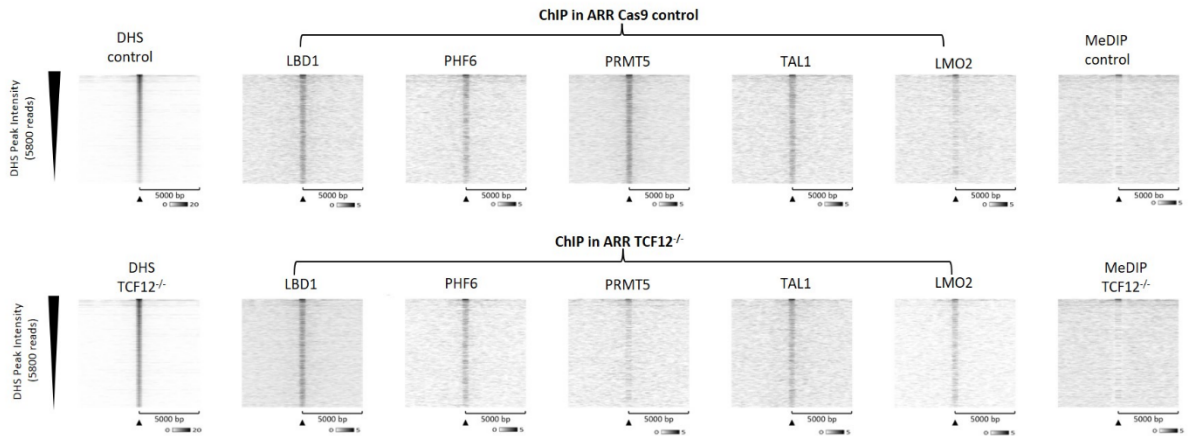 ChIP in ARR Cas9 control
DHS
control
LBD1
PHF6
PRMT5
TAL1
LMO2
MeDIP
control
DHS Peak Intensity
(5800 reads)
5000 bp
5000 bp
5000 bp
5000 bp
5000 bp
5000 bp
5000 bp
0 20
0 5
0 5
0 5
0 5
0 5
0 5
ChIP in ARR TCF12-/-
DHS
TCF12-/-
LBD1
PHF6
PRMT5
TAL1
LMO2
MeDIP
TCF12-/-
DHS Peak Intensity
(5800 reads)
5000 bp
5000 bp
5000 bp
5000 bp
5000 bp
5000 bp
5000 bp
0 20
0 5
0 5
0 5
0 5
0 5
0 5